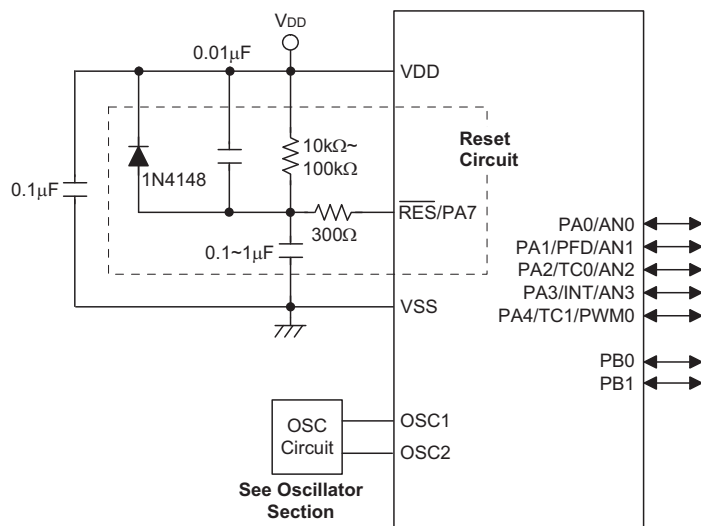 VDD
0.01μF
VDD
Reset
Circuit
10kΩ~
100kΩ
1N4148
0.1μF
RES/PA7
300Ω
0.1~1μF
PA0/AN0
PA1/PFD/AN1
PA2/TC0/AN2
PA3/INT/AN3
PA4/TC1/PWM0
VSS
PB0
PB1
OSC
Circuit
OSC1
OSC2
See Oscillator
Section